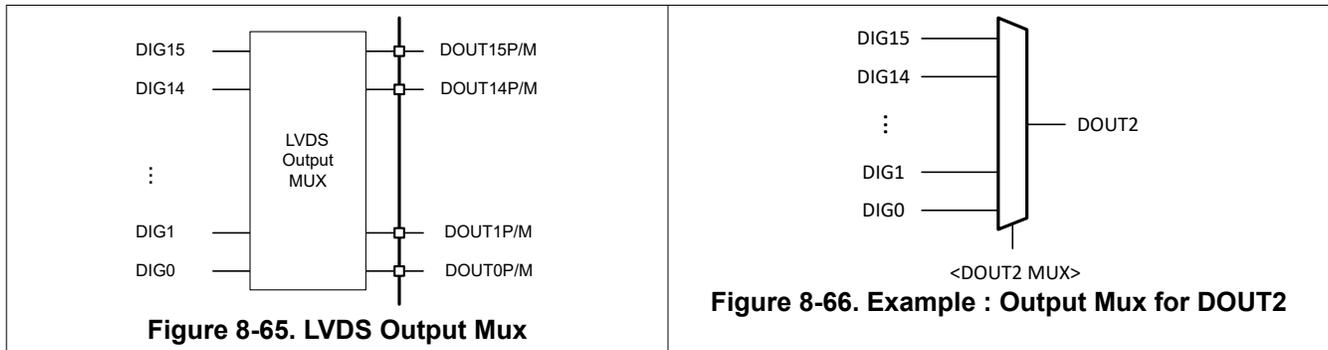 DIG15
DIG14
⋮
DIG1
DIG0
LVDS
Output
MUX
DOUT15P/M
DOUT14P/M
DOUT1P/M
DOUT0P/M
Figure 8-65. LVDS Output Mux
DIG15
DIG14
⋮
DIG1
DIG0
DOUT2
<DOUT2 MUX>
Figure 8-66. Example : Output Mux for DOUT2